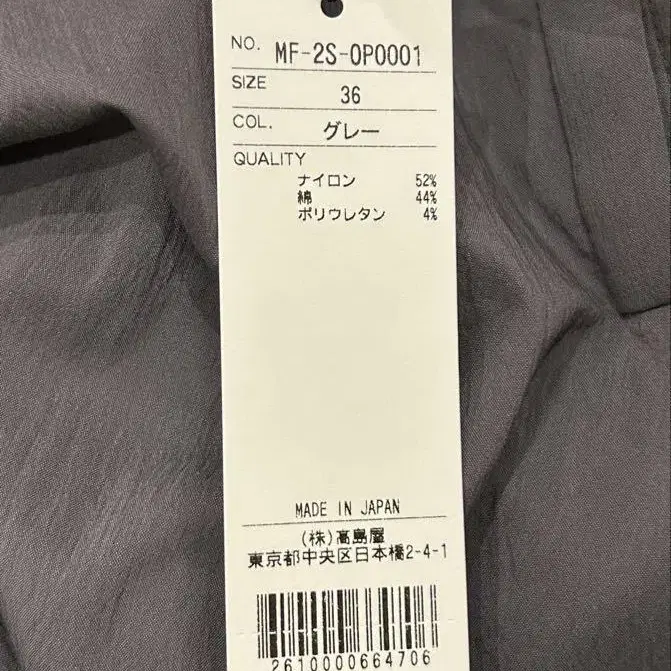 NO. MF-2S-OP0001
SIZE 36
COL. グレー
QUALITY
ナイロン 52%
綿 44%
ポリウレタン 4%
MADE IN JAPAN
(株)髙島屋
東京都中央区日本橋2-4-1
2610000664706